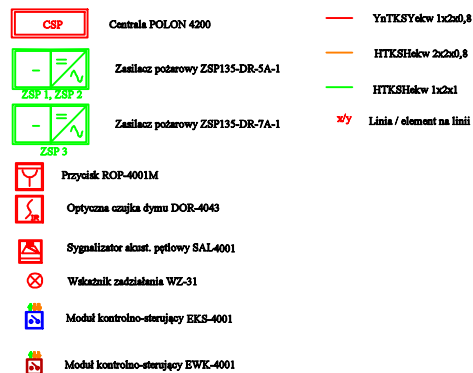 CSP
Centrala POLON 4200
ZSP 1, ZSP 2
Zasilacz pożarowy ZSP135-DR-5A-1
ZSP 3
Zasilacz pożarowy ZSP135-DR-7A-1
Przycisk ROP-4001M
Optyczna czujka dymu DOR-4043
Sygnalizator akust. pętlowy SAL-4001
Wskaźnik zadziałania WZ-31
Moduł kontrolno-sterujący EKS-4001
Moduł kontrolno-sterujący EWK-4001
YnTKSYekw 1x2x0,8
HTKSHekw 2x2x0,8
HTKSHekw 1x2x1
x/y Linia / element na linii